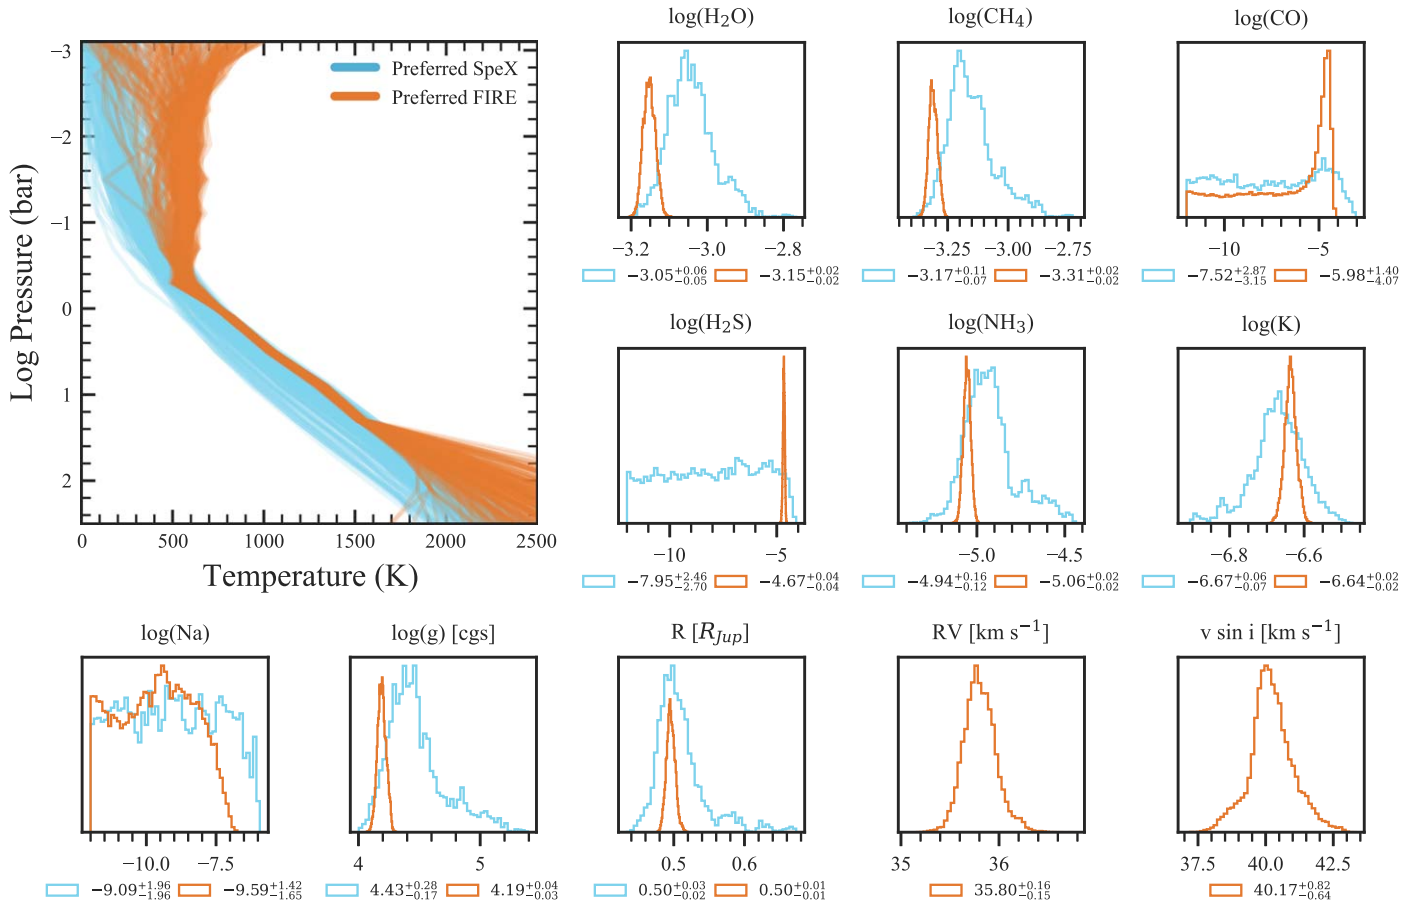 Preferred SpeX
Preferred FIRE
Log Pressure (bar)
−3
−2
−1
0
1
2
0 500 1000 1500 2000 2500
Temperature (K)
log(H₂O)
−3.2 −3.0 −2.8
−3.05 +0.06 −0.05 −3.15 +0.02 −0.02
log(CH₄)
−3.25 −3.00 −2.75
−3.17 +0.11 −0.07 −3.31 +0.02 −0.02
log(CO)
−10 −5
−7.52 +2.87 −3.15 −5.98 +1.40 −4.07
log(H₂S)
−10 −5
−7.95 +2.46 −2.70 −4.67 +0.04 −0.04
log(NH₃)
−5.0 −4.5
−4.94 +0.16 −0.12 −5.06 +0.02 −0.02
log(K)
−6.8 −6.6
−6.67 +0.06 −0.07 −6.64 +0.02 −0.02
log(Na)
−10.0 −7.5
−9.09 +1.96 −1.96 −9.59 +1.42 −1.65
log(g) [cgs]
4 5
4.43 +0.28 −0.17 4.19 +0.04 −0.03
R [R_Jup]
0.5 0.6
0.50 +0.03 −0.02 0.50 +0.01 −0.01
RV [km s⁻¹]
35 36
35.80 +0.16 −0.15
v sin i [km s⁻¹]
37.5 40.0 42.5
40.17 +0.82 −0.64